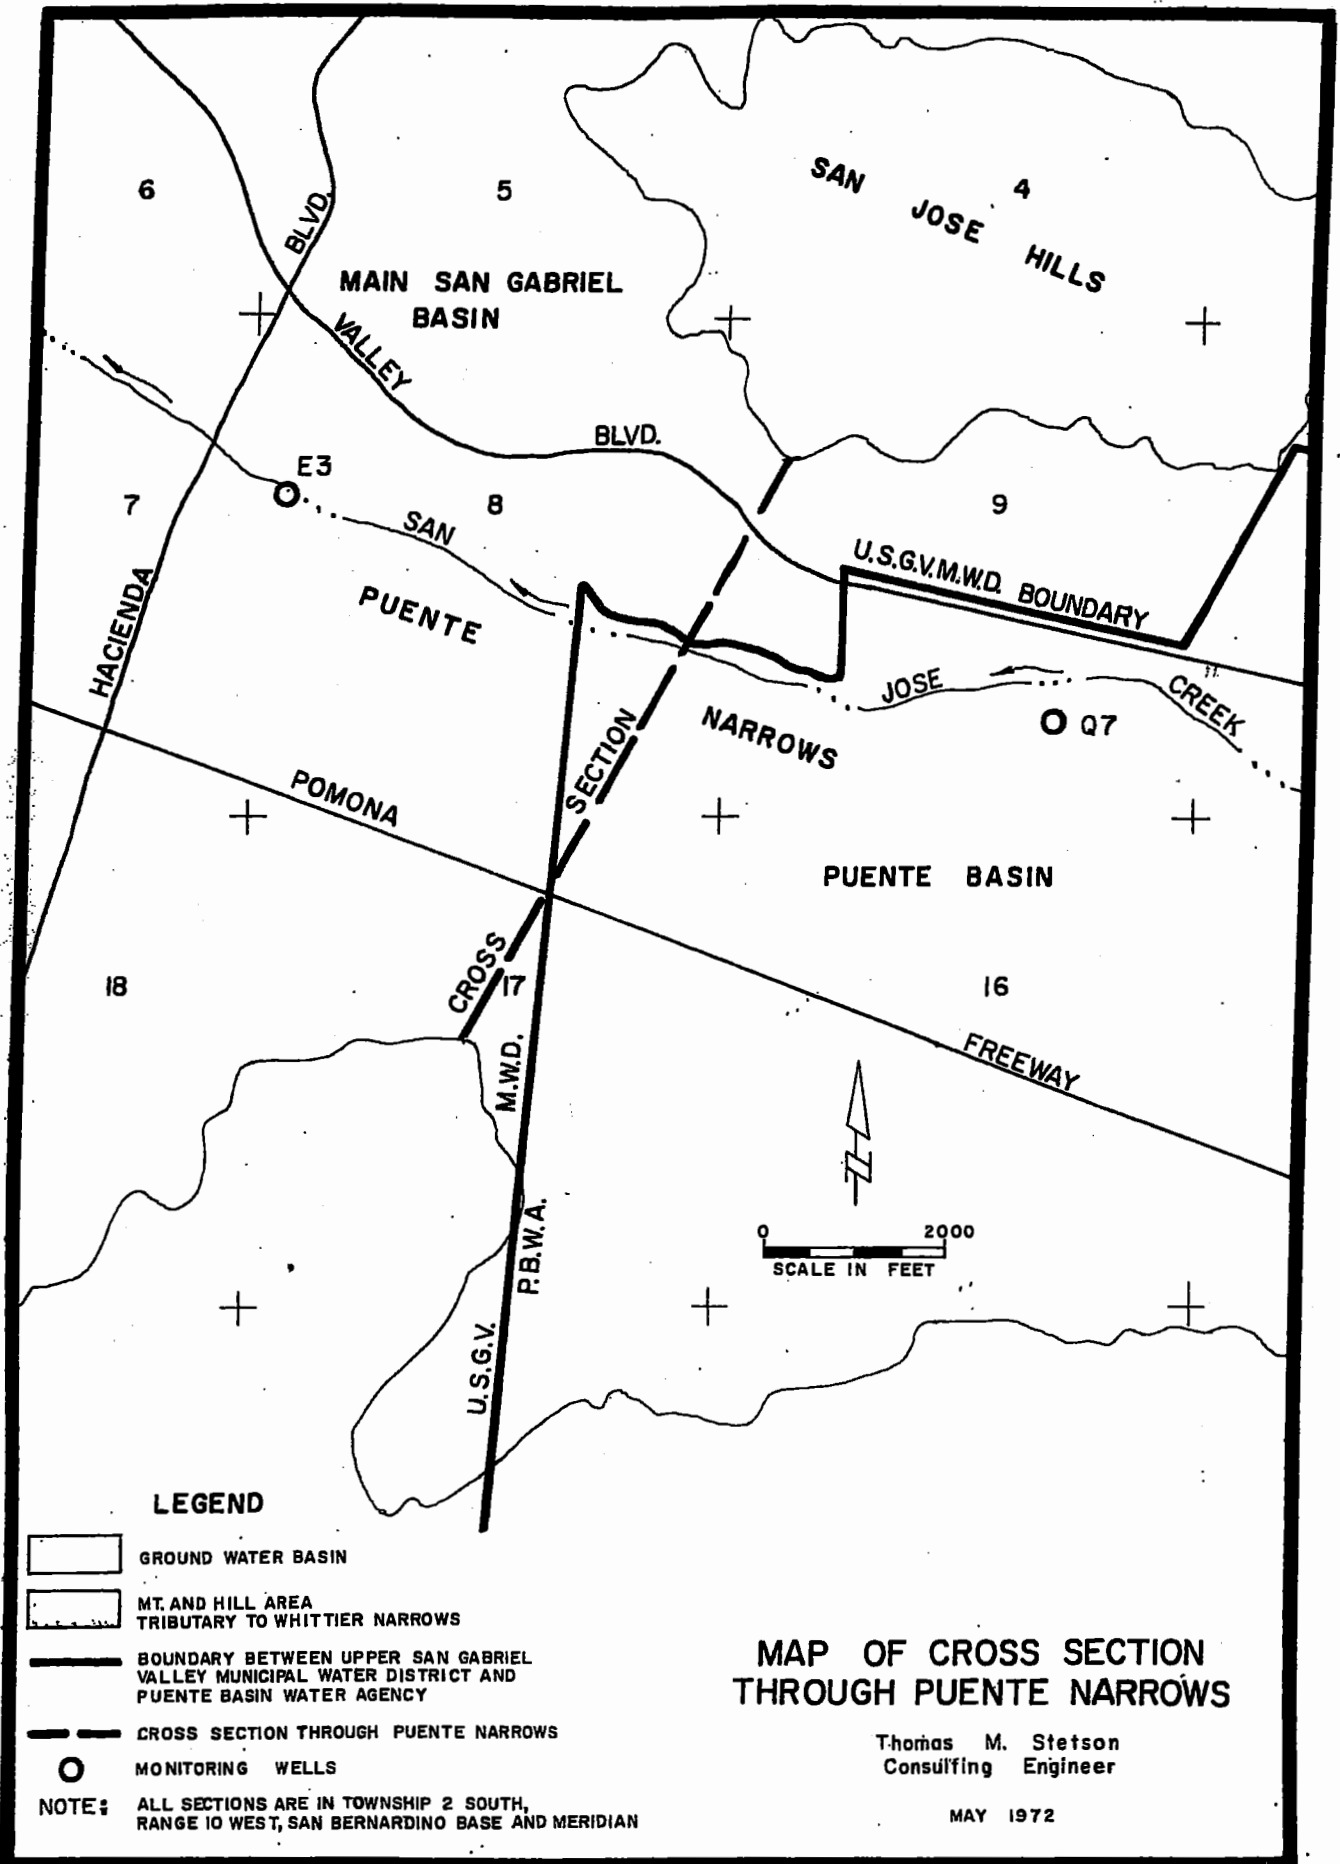 6
5
4
SAN JOSE HILLS
BLVD.
MAIN SAN GABRIEL
BASIN
VALLEY
BLVD.
E3
7
8
9
SAN
U.S.G.V.M.W.D. BOUNDARY
PUENTE
HACIENDA
JOSE
CREEK
NARROWS
Q7
SECTION
POMONA
PUENTE BASIN
CROSS
18
17
16
FREEWAY
M.W.D.
P.B.W.A.
U.S.G.V.
N
0 2000
SCALE IN FEET
LEGEND
GROUND WATER BASIN
MT. AND HILL AREA
TRIBUTARY TO WHITTIER NARROWS
BOUNDARY BETWEEN UPPER SAN GABRIEL
VALLEY MUNICIPAL WATER DISTRICT AND
PUENTE BASIN WATER AGENCY
CROSS SECTION THROUGH PUENTE NARROWS
MONITORING WELLS
NOTE: ALL SECTIONS ARE IN TOWNSHIP 2 SOUTH,
RANGE 10 WEST, SAN BERNARDINO BASE AND MERIDIAN
MAP OF CROSS SECTION
THROUGH PUENTE NARROWS
Thomas M. Stetson
Consulting Engineer
MAY 1972